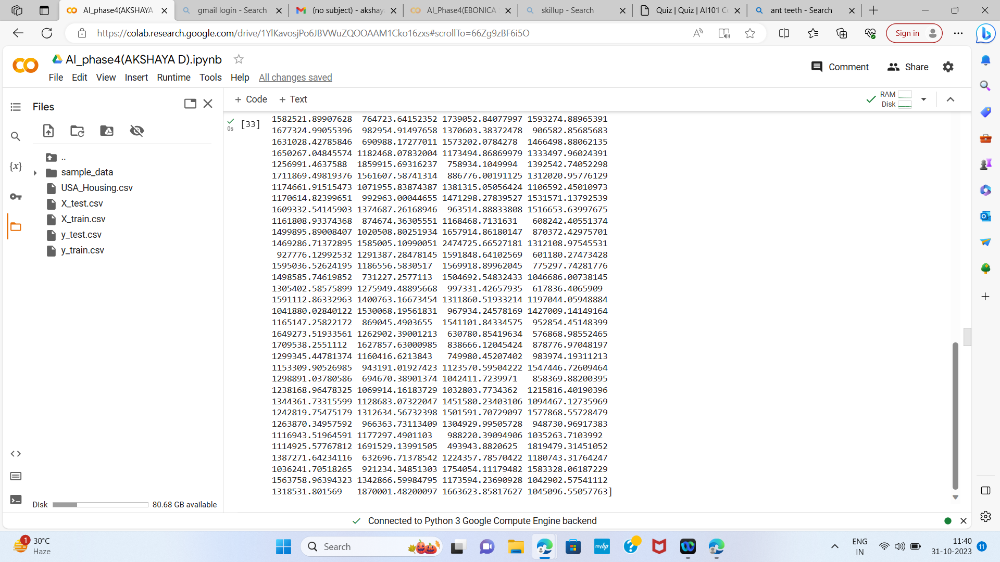 AI_phase4(AKSHAYA
gmail login - Search
(no subject) - akshay
AI_Phase4(EBONICA
skillup - Search
Quiz | Quiz | AI101 C
ant teeth - Search
https://colab.research.google.com/drive/1YlKavosjPo6JBVWuZQOOAAM1Cko16zxs#scrollTo=66Zg9zBF6i5O
Sign in
AI_phase4(AKSHAYA D).ipynb
File Edit View Insert Runtime Tools Help All changes saved
Comment
Share
Files
+ Code + Text
RAM
Disk
..
sample_data
USA_Housing.csv
X_test.csv
X_train.csv
y_test.csv
y_train.csv
{x}
Disk 80.68 GB available
0s
[33]
1582521.89907628 764723.64152352 1739052.84077997 1593274.88965391
1677324.99055396 982954.91497658 1370603.38372478 906582.85685683
1631028.42785846 690988.17277011 1573202.0784278 1466498.88062135
1650267.04845574 1182468.07832004 1173494.86869979 1333497.96024391
1256991.4637588 1859915.69316237 758934.1049994 1392542.74052298
1711869.49819376 1561607.58741314 886776.00191125 1312020.95776129
1174661.91515473 1071955.83874387 1381315.05056424 1106592.45010973
1170614.82399651 992963.00044655 1471298.27839527 1531571.13792539
1609332.54145903 1374687.26168946 963514.88833808 1516653.63997675
1161808.93374368 874674.36305551 1168468.7131631 608242.40551374
1499895.89008407 1020508.80251934 1657914.86180147 870372.42975701
1469286.71372895 1585005.10990051 2474725.66527181 1312108.97545531
927776.12992532 1291387.28478145 1591848.64102569 601180.27473428
1595036.52624195 1186556.5830517 1569918.89962045 775297.74281776
1498585.74619852 731227.2577113 1504692.54832433 1046686.00738145
1305402.58575899 1275949.48895668 997331.42657935 617836.4065909
1591112.86332963 1400763.16673454 1311860.51933214 1197044.05948884
1041880.02840122 1530068.19561831 967934.24578169 1427009.14149164
1165147.25822172 869045.4903655 1541101.84334575 952854.45148399
1649273.51933561 1262902.39001213 630780.85419634 576868.98552465
1709538.2551112 1627857.63000985 838666.12045424 878776.97048197
1299345.44781374 1160416.6213843 749980.45207402 983974.19311213
1153309.90526985 943191.01927423 1123570.59504222 1547446.72609464
1298891.03780586 694670.38901374 1042411.7239971 858369.88200395
1238168.96478325 1069914.16183729 1032803.7734362 1215816.40190396
1344361.73315599 1128683.07322047 1451580.23403106 1094467.12735969
1242819.75475179 1312634.56732398 1501591.70729097 1577868.55728479
1263870.34957592 966363.73113409 1304929.99505728 948730.96917383
1116943.51964591 1177297.4901103 988220.39094906 1035263.7103992
1114925.57767812 1691529.13991505 493943.8820625 1819479.31451052
1387271.64234116 632696.71378542 1224357.78570422 1180743.31764247
1036241.70518265 921234.34851303 1754054.11179482 1583328.06187229
1563758.96394323 1342866.59984795 1173594.23690928 1042902.57541112
1318531.801569 1870001.48200097 1663623.85817627 1045096.55057763]
Connected to Python 3 Google Compute Engine backend
1
30°C
Haze
Search
myhp
ENG
IN
11:40
31-10-2023
11